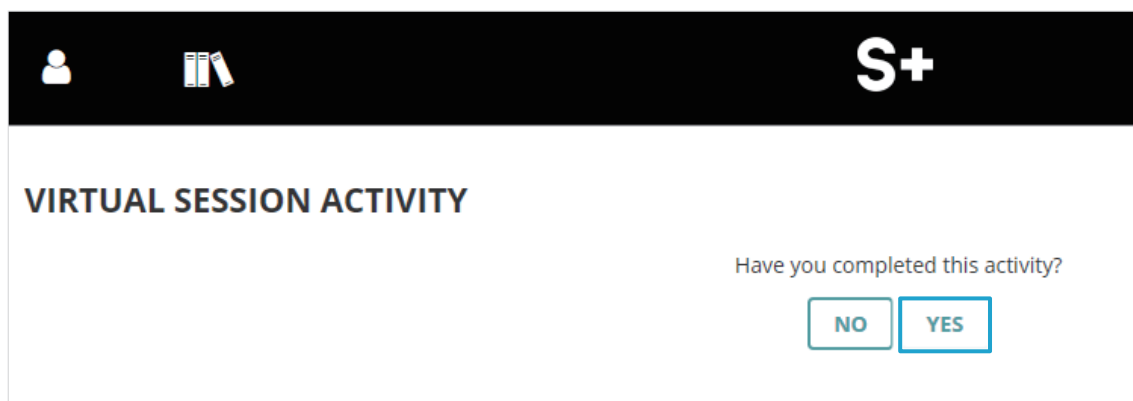 S+
VIRTUAL SESSION ACTIVITY
Have you completed this activity?
NO YES